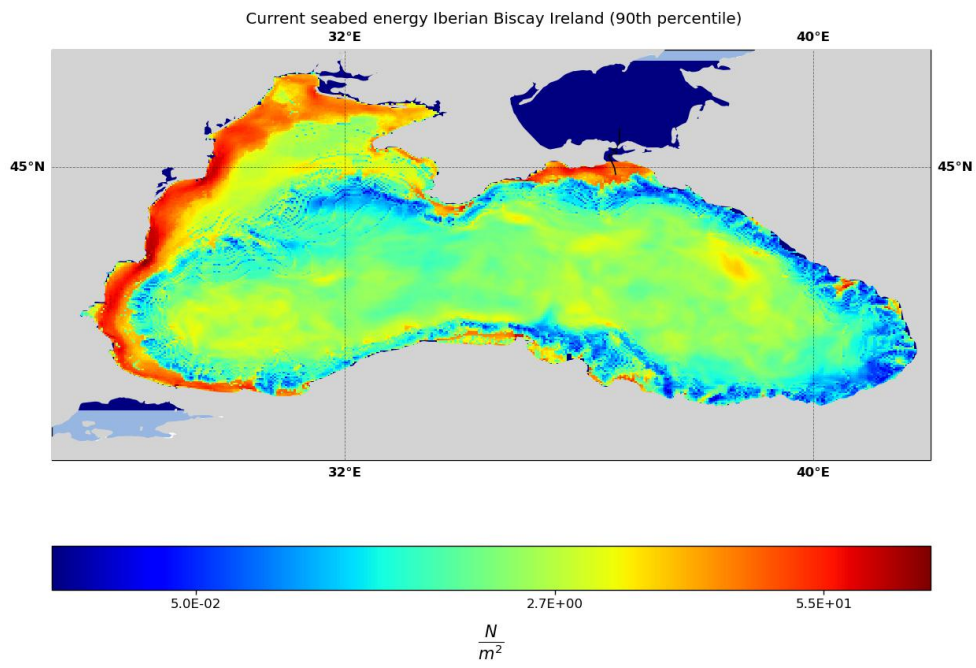 Current seabed energy Iberian Biscay Ireland (90th percentile)
32°E 40°E
45°N 45°N
32°E 40°E
5.0E-02 2.7E+00 5.5E+01
N
m²